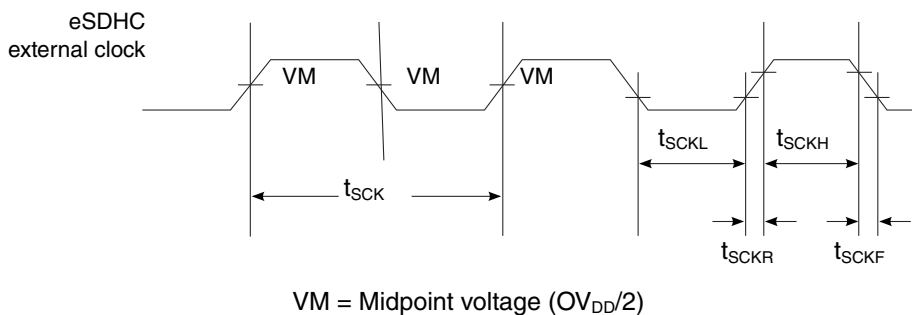 eSDHC
external clock
VM VM VM
tSCKL tSCKH
tSCK
tSCKR tSCKF
VM = Midpoint voltage (OVDD/2)